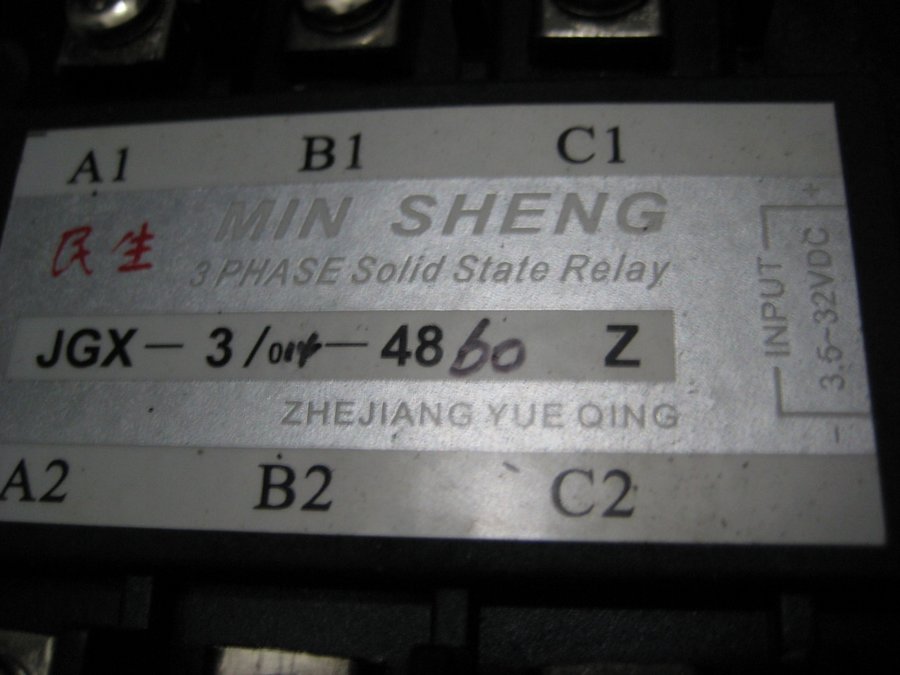 A1 B1 C1
民生 MIN SHENG
3 PHASE Solid State Relay
JGX－3/ －4860 Z
ZHEJIANG YUE QING
A2 B2 C2
+
INPUT
3.5~32VDC
-